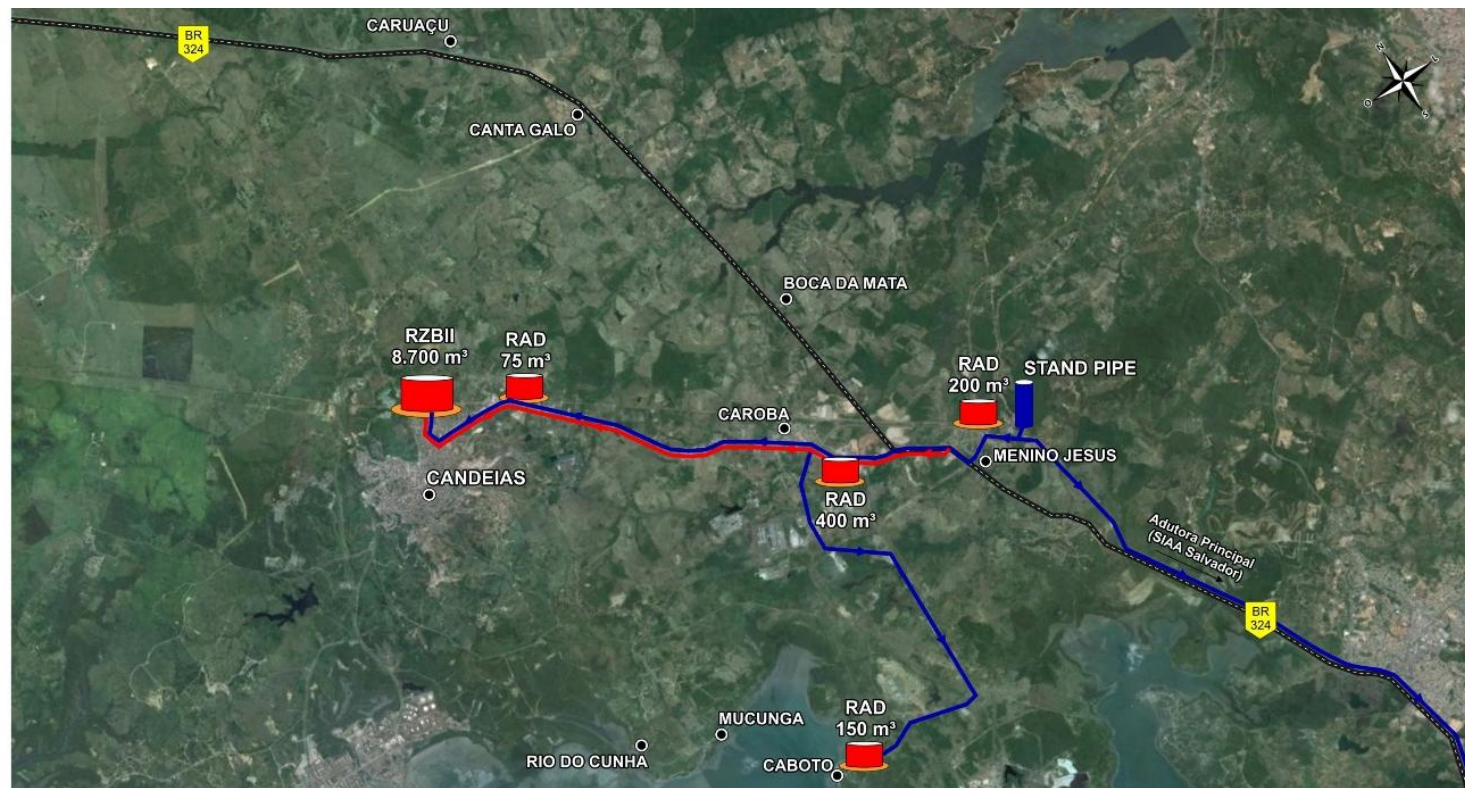 CARUAÇU
BR
324
CANTA GALO
N
L
O
S
BOCA DA MATA
RZBII
8.700 m³
RAD
75 m³
RAD
200 m³
STAND PIPE
CAROBA
MENINO JESUS
CANDEIAS
RAD
400 m³
Adutora Principal
(SIAA Salvador)
BR
324
RAD
150 m³
MUCUNGA
RIO DO CUNHA
CABOTO